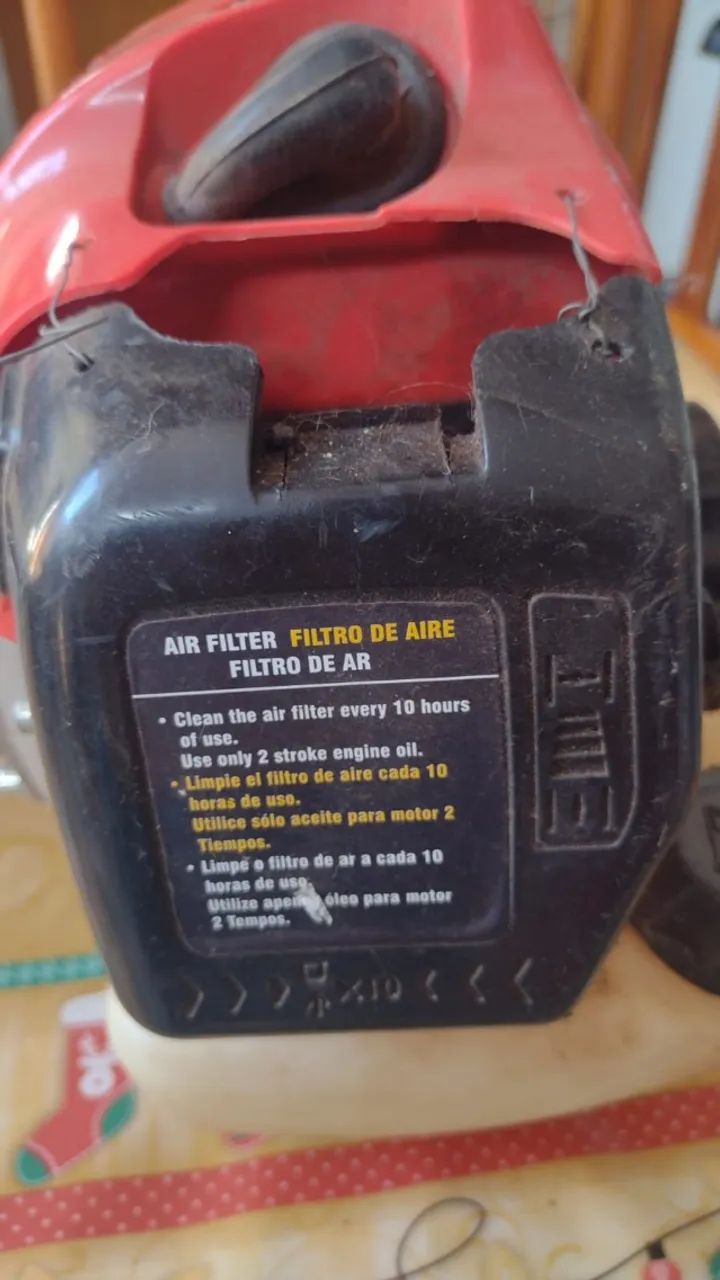 AIR FILTER FILTRO DE AIRE
FILTRO DE AR
• Clean the air filter every 10 hours
of use.
Use only 2 stroke engine oil.
• Limpie el filtro de aire cada 10
horas de uso.
Utilice sólo aceite para motor 2
Tiempos.
• Limpe o filtro de ar a cada 10
horas de uso.
Utilize óleo para motor
2 Tempos.
X10